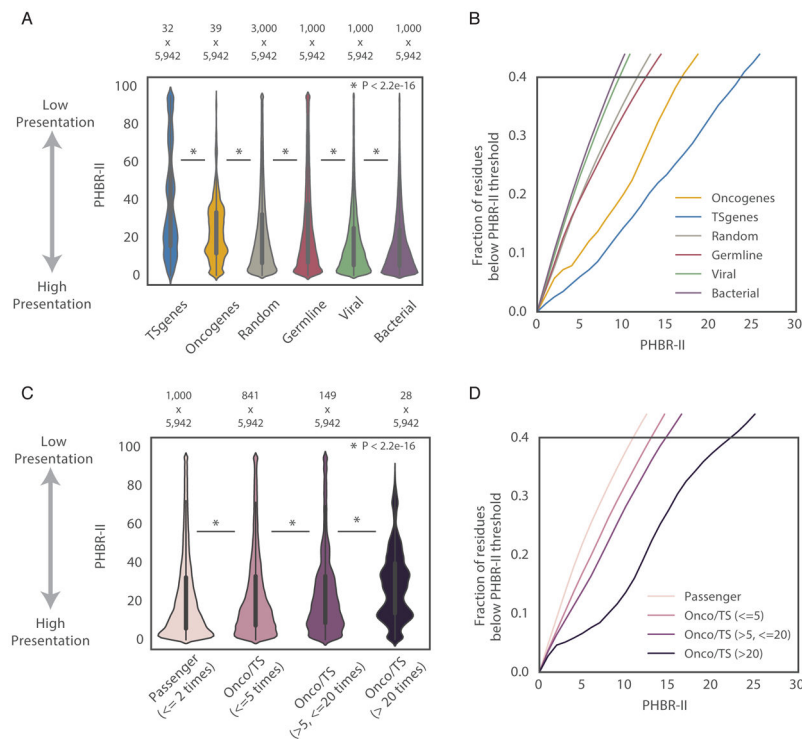 A
32
x
5,942
39
x
5,942
3,000
x
5,942
1,000
x
5,942
1,000
x
5,942
1,000
x
5,942
* P < 2.2e-16
Low
Presentation
High
Presentation
PHBR-II
100
80
60
40
20
0
* * * * *
TSgenes
Oncogenes
Random
Germline
Viral
Bacterial
B
Fraction of residues
below PHBR-II threshold
0.4
0.3
0.2
0.1
0
5
10
15
20
25
30
PHBR-II
Oncogenes
TSgenes
Random
Germline
Viral
Bacterial
C
1,000
x
5,942
841
x
5,942
149
x
5,942
28
x
5,942
* P < 2.2e-16
Low
Presentation
High
Presentation
PHBR-II
100
80
60
40
20
0
* * *
Passenger
(<= 2 times)
Onco/TS
(<=5 times)
Onco/TS
(>5, <=20 times)
Onco/TS
(> 20 times)
D
Fraction of residues
below PHBR-II threshold
0.4
0.3
0.2
0.1
0
0
5
10
15
20
25
30
PHBR-II
Passenger
Onco/TS (<=5)
Onco/TS (>5, <=20)
Onco/TS (>20)